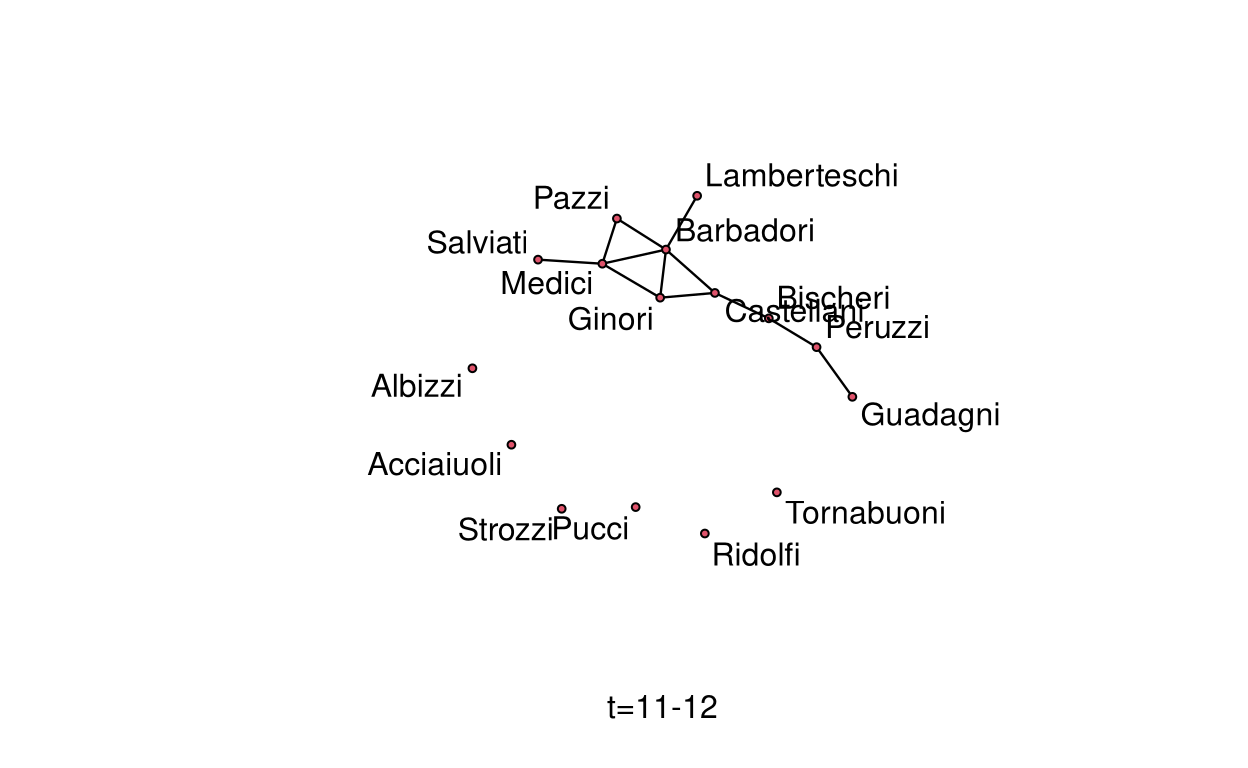 Lamberteschi
Pazzi
Barbadori
Salviati
Medici
Bischeri
Castellani
Ginori
Peruzzi
Albizzi
Guadagni
Acciaiuoli
Tornabuoni
Strozzi
Pucci
Ridolfi
t=11-12